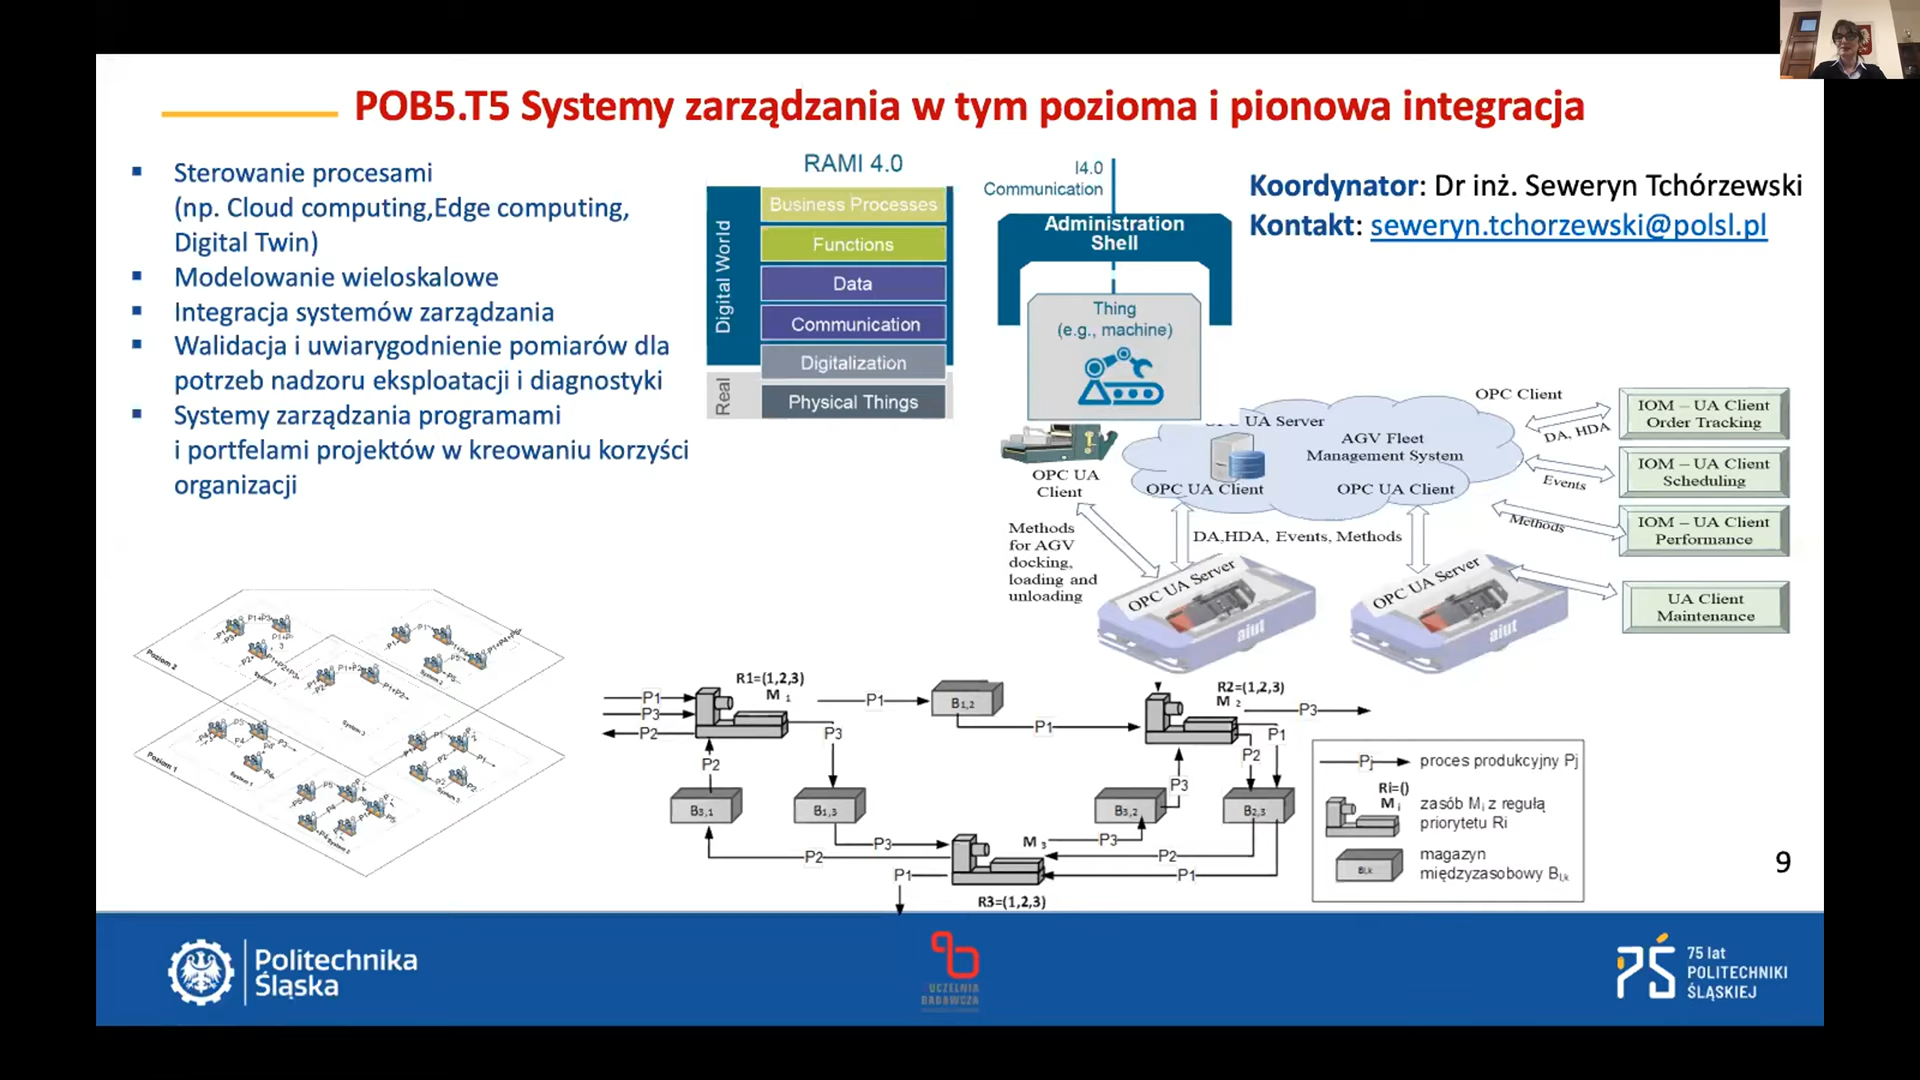 POB5.T5 Systemy zarządzania w tym pozioma i pionowa integracja
Sterowanie procesami
(np. Cloud computing,Edge computing,
Digital Twin)
Modelowanie wieloskalowe
Integracja systemów zarządzania
Walidacja i uwiarygodnienie pomiarów dla
potrzeb nadzoru eksploatacji i diagnostyki
Systemy zarządzania programami
i portfelami projektów w kreowaniu korzyści
organizacji
RAMI 4.0
Digital World
Business Processes
Functions
Data
Communication
Digitalization
Real
Physical Things
I4.0
Communication
Administration
Shell
Thing
(e.g., machine)
Koordynator: Dr inż. Seweryn Tchórzewski
Kontakt: seweryn.tchorzewski@polsl.pl
OPC UA
Client
UA Server
AGV Fleet
Management System
OPC UA Client
OPC UA Client
OPC Client
DA, HDA
Events
Methods
IOM – UA Client
Order Tracking
IOM – UA Client
Scheduling
IOM – UA Client
Performance
UA Client
Maintenance
Methods
for AGV
docking,
loading and
unloading
DA,HDA, Events, Methods
OPC UA Server
aiut
OPC UA Server
aiut
Poziom 2
System 3
Poziom 1
R1=(1,2,3)
M 1
P1
P3
P2
P1
B1,2
P1
R2=(1,2,3)
M 2
P3
P3
P2
P1
P2
P3
B3,1
B1,3
B3,2
B2,3
P3
M 3
P3
P2
P2
P1
P1
R3=(1,2,3)
Pj
proces produkcyjny Pj
Ri=()
M i
zasób Mi z regułą
priorytetu Ri
Bi,k
magazyn
międzyzasobowy Bi,k
9
Politechnika
Śląska
UCZELNIA
BADAWCZA
PŚ
75 lat
POLITECHNIKI
ŚLĄSKIEJ